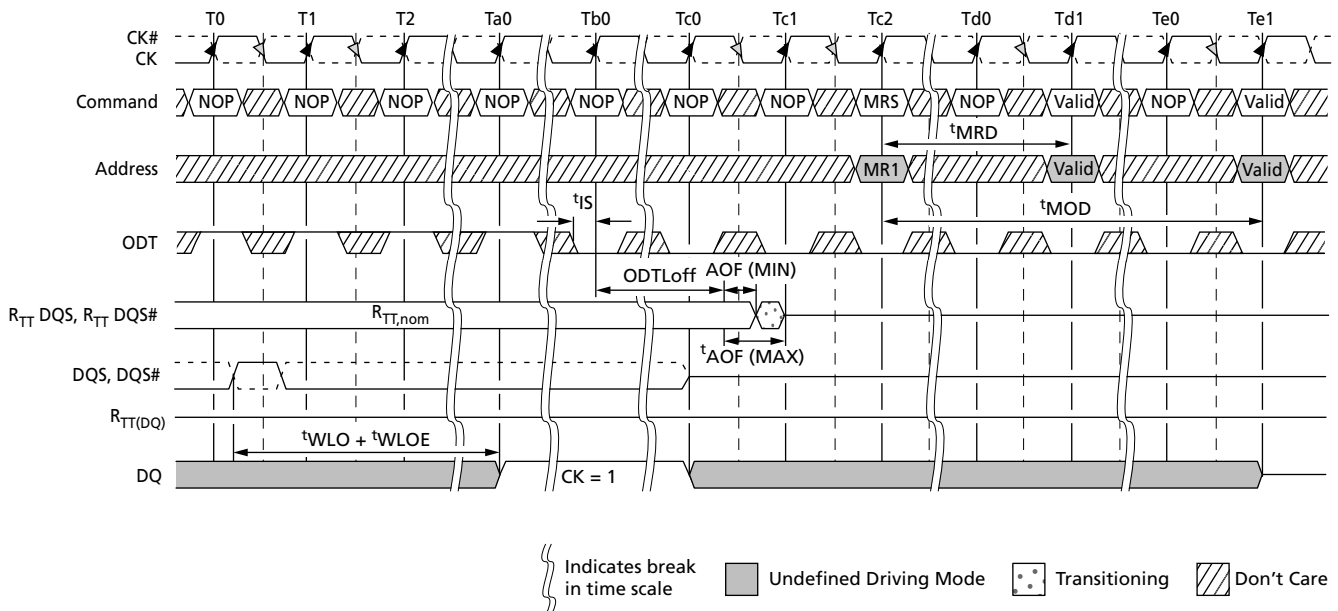 T0 T1 T2 Ta0 Tb0 Tc0 Tc1 Tc2 Td0 Td1 Te0 Te1
CK#
CK
Command NOP NOP NOP NOP NOP NOP NOP MRS NOP Valid NOP Valid
tMRD
Address MR1 Valid Valid
tIS
tMOD
ODT
ODTLoff AOF (MIN)
RTT DQS, RTT DQS# RTT,nom
tAOF (MAX)
DQS, DQS#
RTT(DQ)
tWLO + tWLOE
DQ CK = 1
Indicates break
in time scale
Undefined Driving Mode Transitioning Don't Care